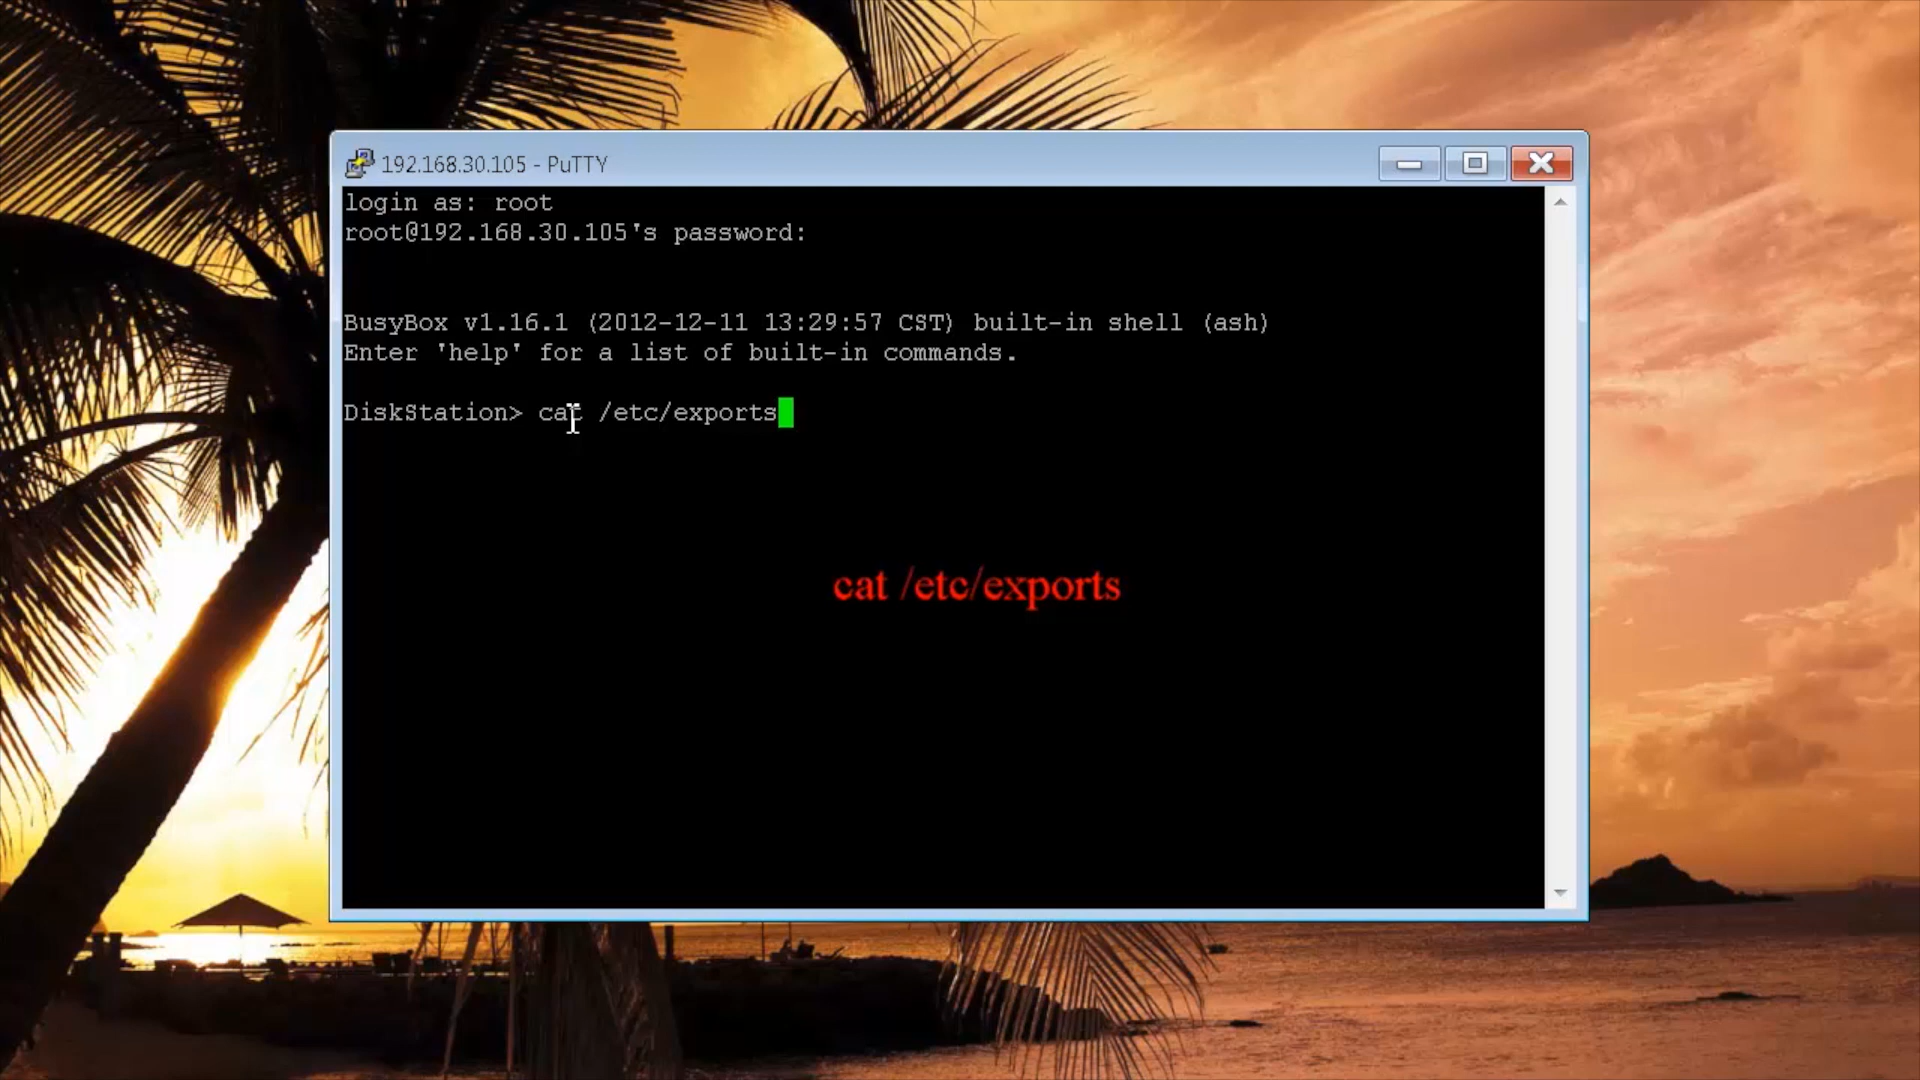 192.168.30.105 - PuTTY
login as: root
root@192.168.30.105's password:
BusyBox v1.16.1 (2012-12-11 13:29:57 CST) built-in shell (ash)
Enter 'help' for a list of built-in commands.
DiskStation> cat /etc/exports
cat /etc/exports